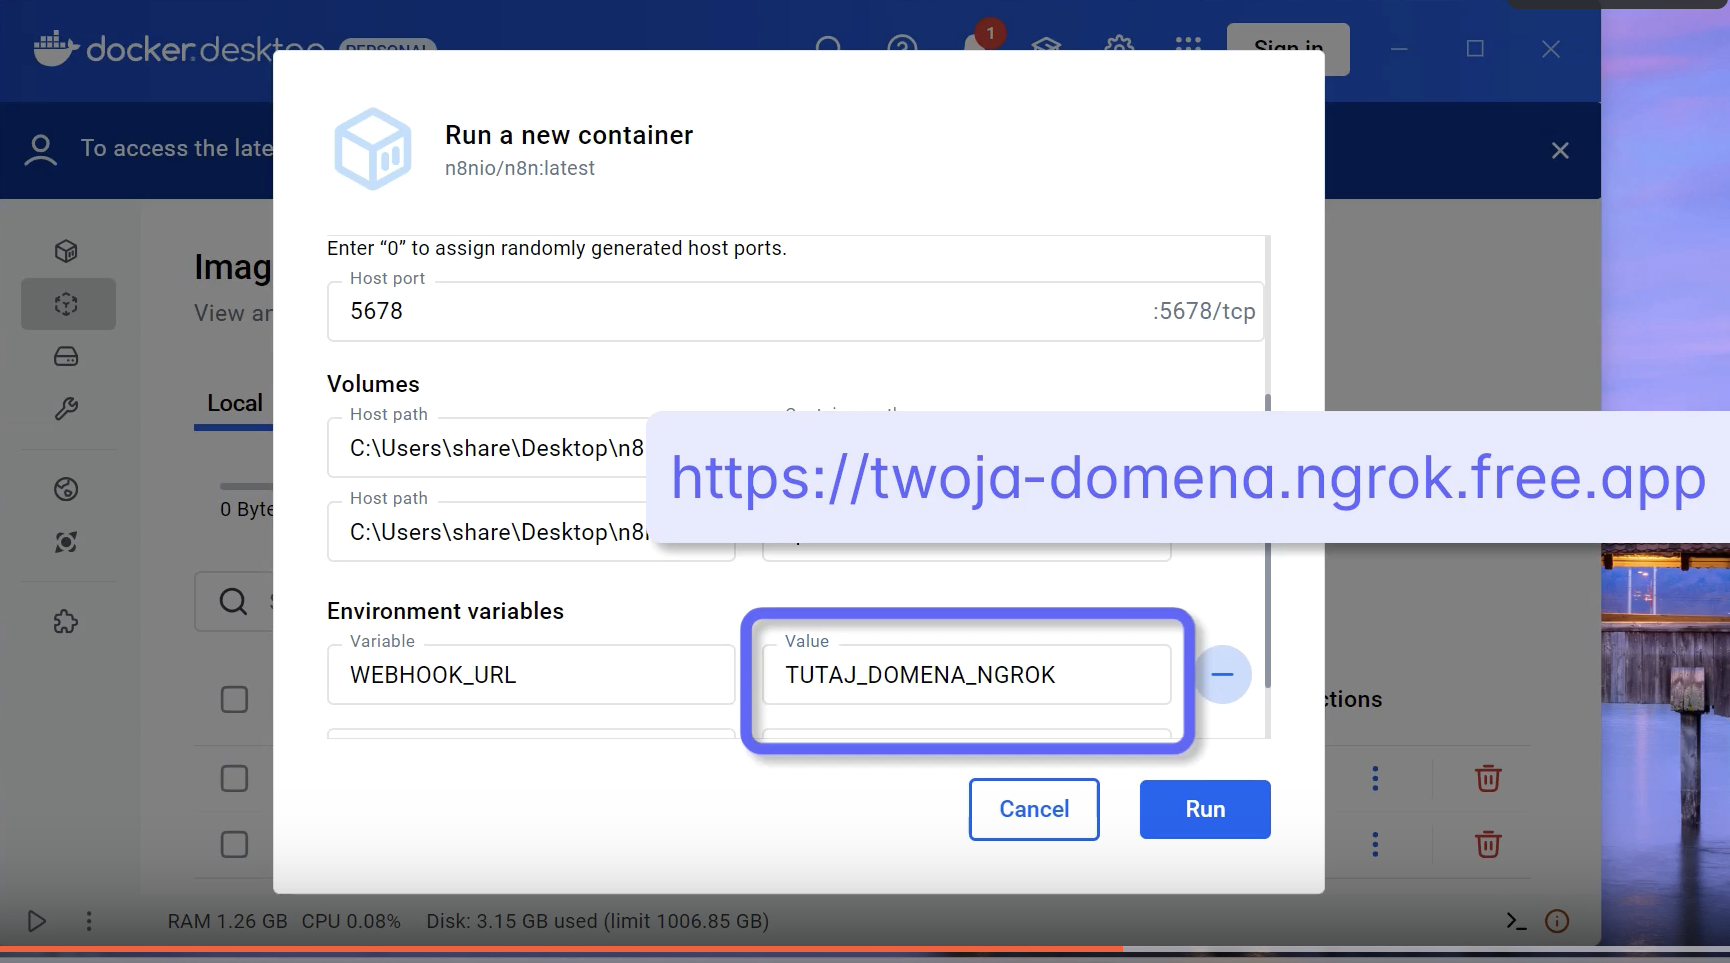 docker.desktop PERSONAL
1
Sign in
To access the late
Run a new container
n8nio/n8n:latest
Imag
View an
Enter “0” to assign randomly generated host ports.
Host port
5678
:5678/tcp
Local
Volumes
Host path
C:\Users\share\Desktop\n8
https://twoja-domena.ngrok.free.app
0 Byte
Host path
C:\Users\share\Desktop\n8
Environment variables
Variable
WEBHOOK_URL
Value
TUTAJ_DOMENA_NGROK
ctions
Cancel
Run
RAM 1.26 GB CPU 0.08% Disk: 3.15 GB used (limit 1006.85 GB)